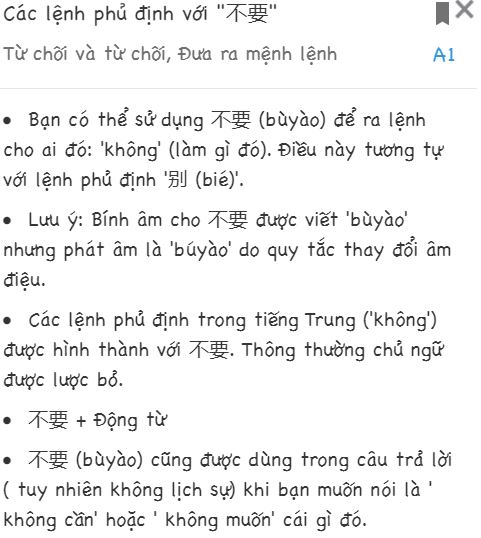 Các lệnh phủ định với "不要"
Từ chối và từ chối, Đưa ra mệnh lệnh A1
• Bạn có thể sử dụng 不要 (bùyào) để ra lệnh
cho ai đó: 'không' (làm gì đó). Điều này tương tự
với lệnh phủ định '别 (bié)'.
• Lưu ý: Bính âm cho 不要 được viết 'bùyào'
nhưng phát âm là 'búyào' do quy tắc thay đổi âm
điệu.
• Các lệnh phủ định trong tiếng Trung ('không')
được hình thành với 不要. Thông thường chủ ngữ
được lược bỏ.
• 不要 + Động từ
• 不要 (bùyào) cũng được dùng trong câu trả lời
( tuy nhiên không lịch sự) khi bạn muốn nói là '
không cần' hoặc ' không muốn' cái gì đó.